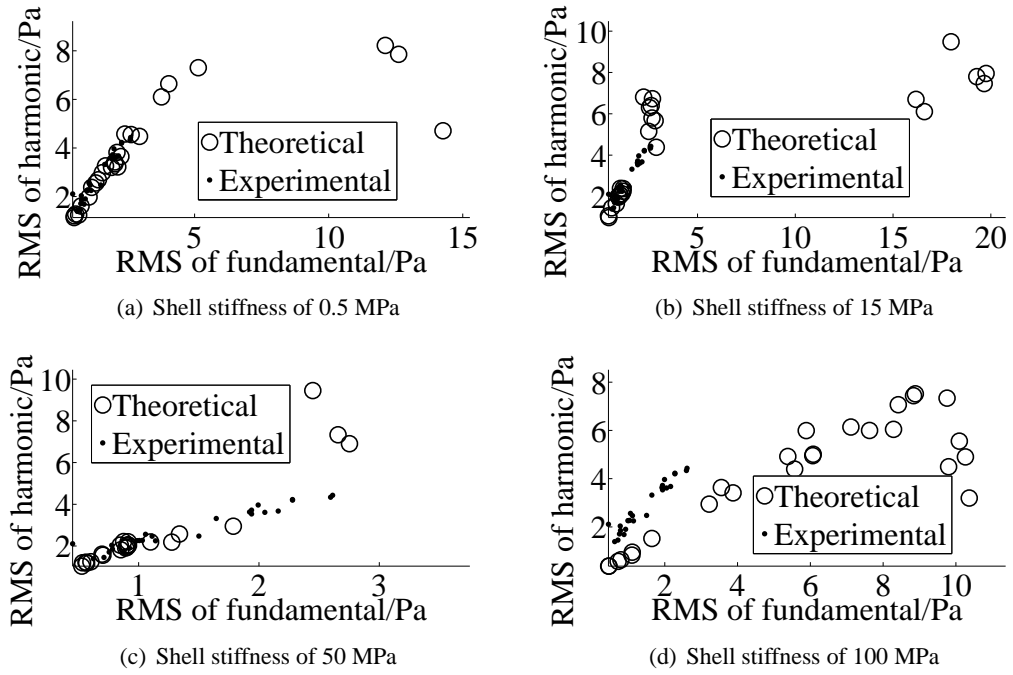 RMS of harmonic/Pa
8
6
4
2
Theoretical
Experimental
5
10
15
RMS of fundamental/Pa
(a) Shell stiffness of 0.5 MPa
RMS of harmonic/Pa
10
8
6
4
2
Theoretical
Experimental
5
10
15
20
RMS of fundamental/Pa
(b) Shell stiffness of 15 MPa
RMS of harmonic/Pa
10
8
6
4
2
Theoretical
Experimental
1
2
3
RMS of fundamental/Pa
(c) Shell stiffness of 50 MPa
RMS of harmonic/Pa
8
6
4
2
Theoretical
Experimental
2
4
6
8
10
RMS of fundamental/Pa
(d) Shell stiffness of 100 MPa